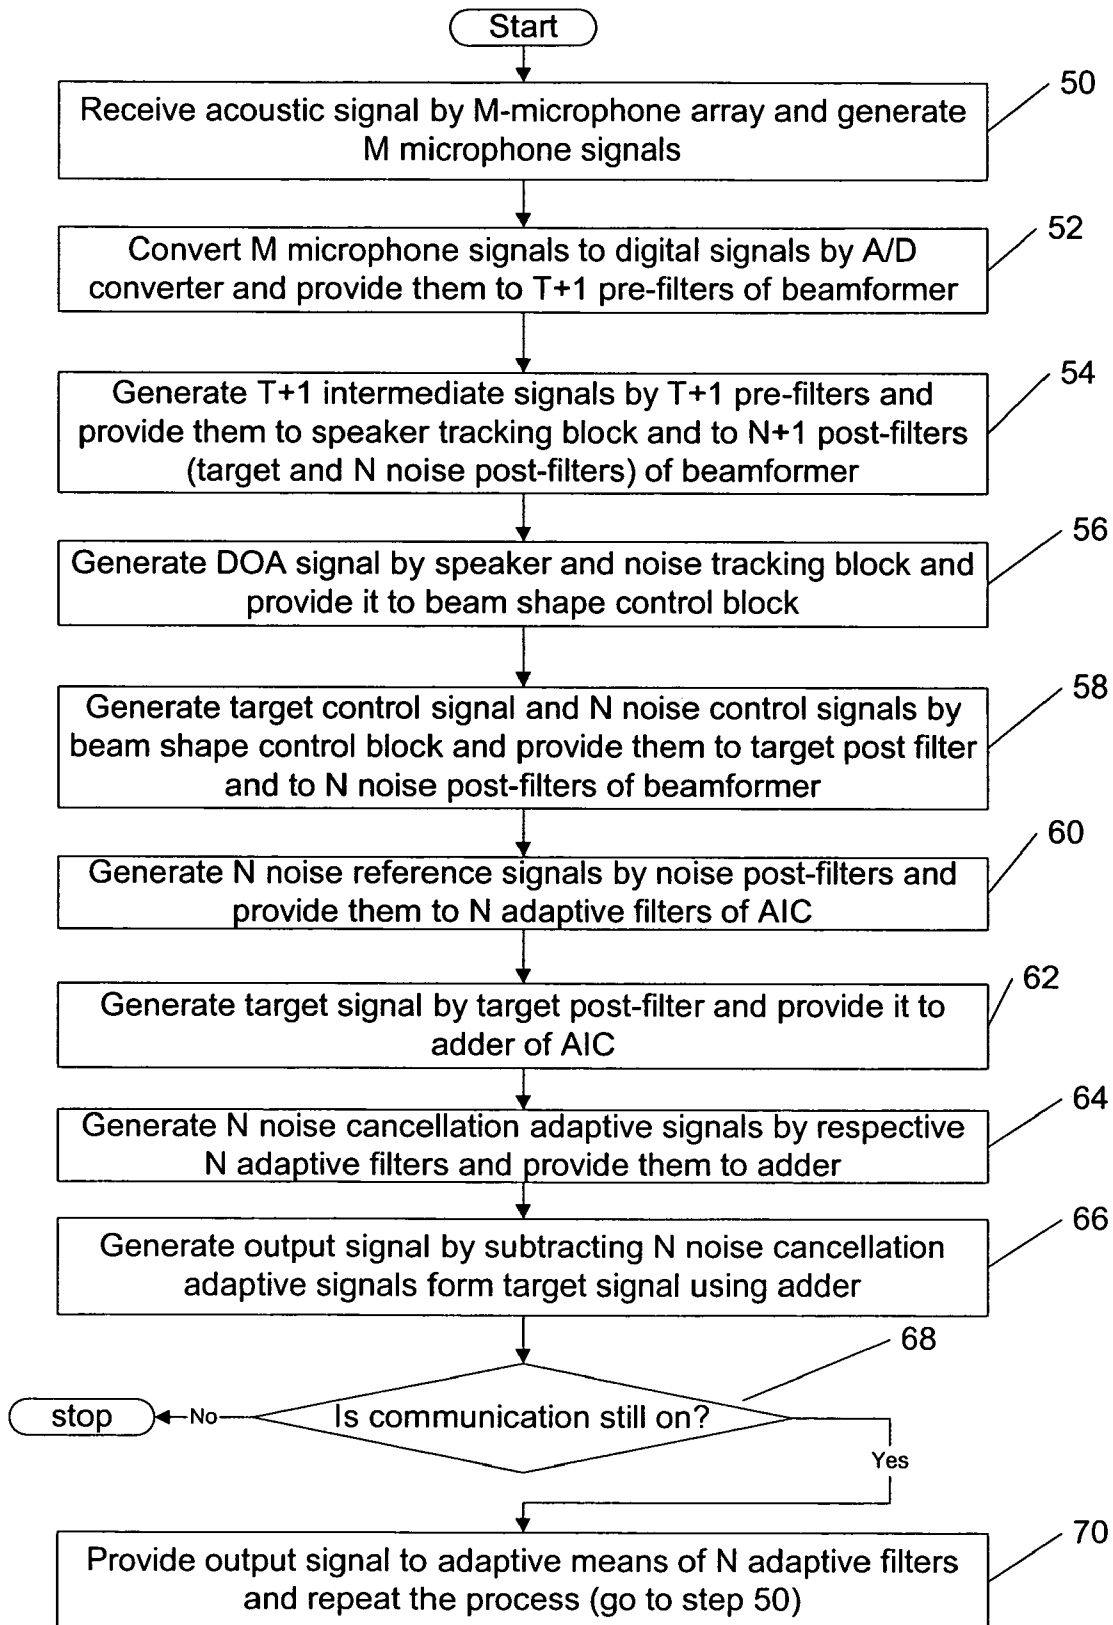 Start
50
Receive acoustic signal by M-microphone array and generate
M microphone signals
52
Convert M microphone signals to digital signals by A/D
converter and provide them to T+1 pre-filters of beamformer
54
Generate T+1 intermediate signals by T+1 pre-filters and
provide them to speaker tracking block and to N+1 post-filters
(target and N noise post-filters) of beamformer
56
Generate DOA signal by speaker and noise tracking block and
provide it to beam shape control block
58
Generate target control signal and N noise control signals by
beam shape control block and provide them to target post filter
and to N noise post-filters of beamformer
60
Generate N noise reference signals by noise post-filters and
provide them to N adaptive filters of AIC
62
Generate target signal by target post-filter and provide it to
adder of AIC
64
Generate N noise cancellation adaptive signals by respective
N adaptive filters and provide them to adder
66
Generate output signal by subtracting N noise cancellation
adaptive signals form target signal using adder
68
stop
No
Is communication still on?
Yes
70
Provide output signal to adaptive means of N adaptive filters
and repeat the process (go to step 50)